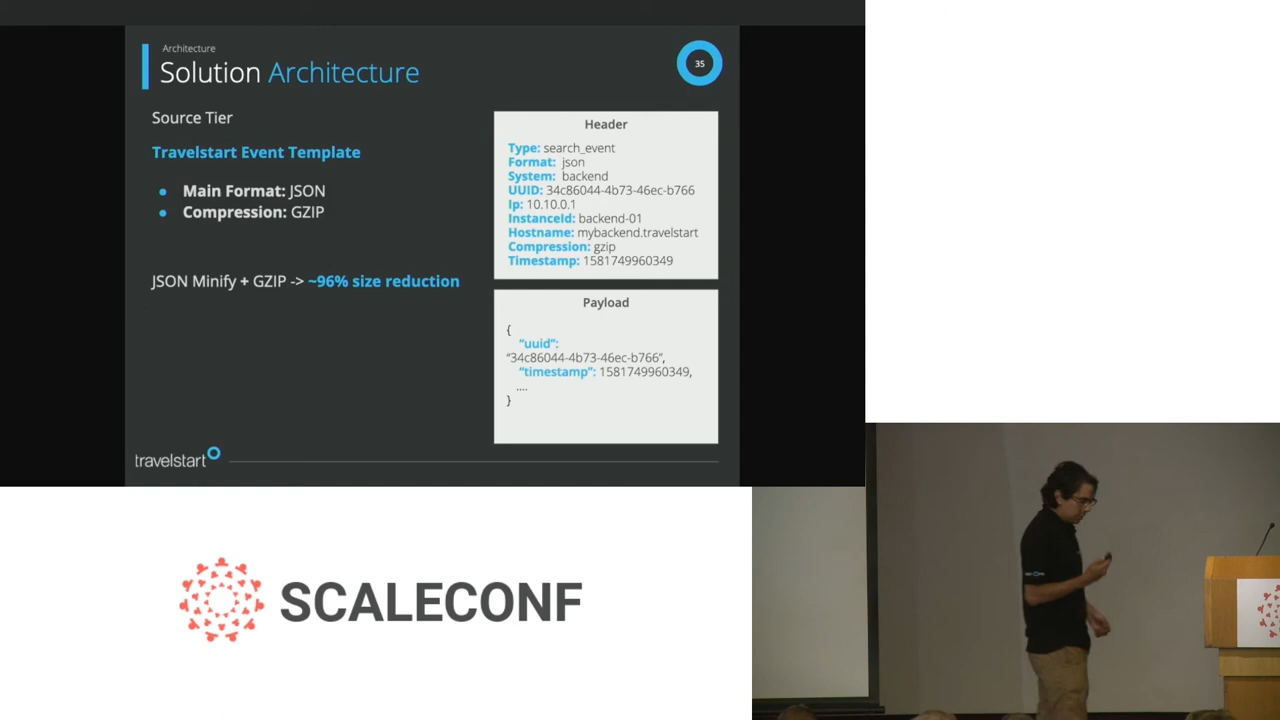 Architecture
Solution Architecture
35
Source Tier
Travelstart Event Template
● Main Format: JSON
● Compression: GZIP
JSON Minify + GZIP -> ~96% size reduction
Header
Type: search_event
Format: json
System: backend
UUID: 34c86044-4b73-46ec-b766
Ip: 10.10.0.1
InstanceId: backend-01
Hostname: mybackend.travelstart
Compression: gzip
Timestamp: 1581749960349
Payload
{
“uuid”:
“34c86044-4b73-46ec-b766”,
“timestamp”: 1581749960349,
....
}
travelstart
SCALECONF